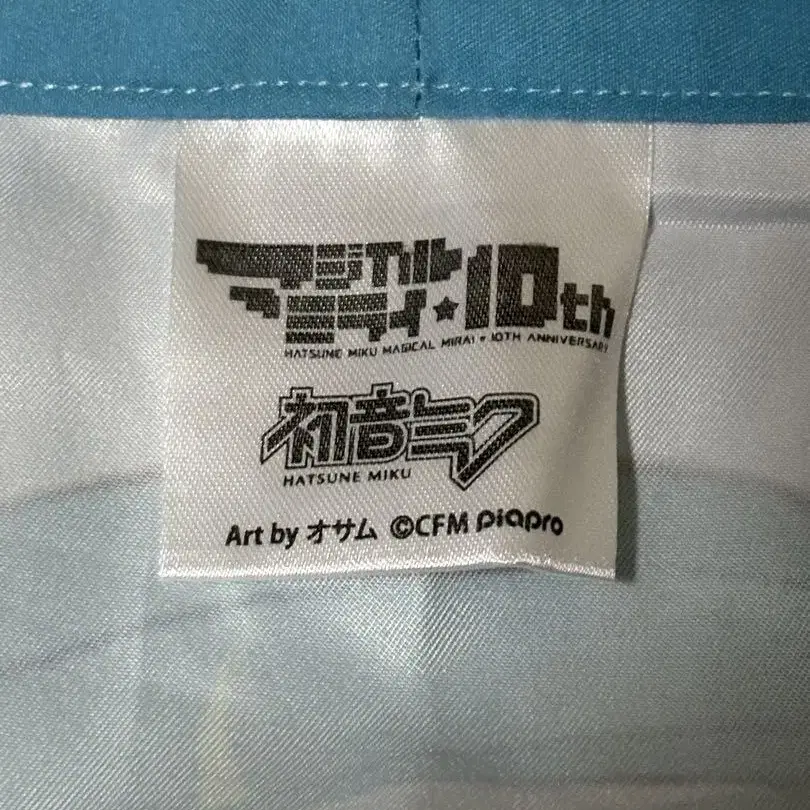 マジカル
ミライ★10th
HATSUNE MIKU MAGICAL MIRAI ★ 10TH ANNIVERSARY
初音ミク
HATSUNE MIKU
Art by オサム ©CFM piapro